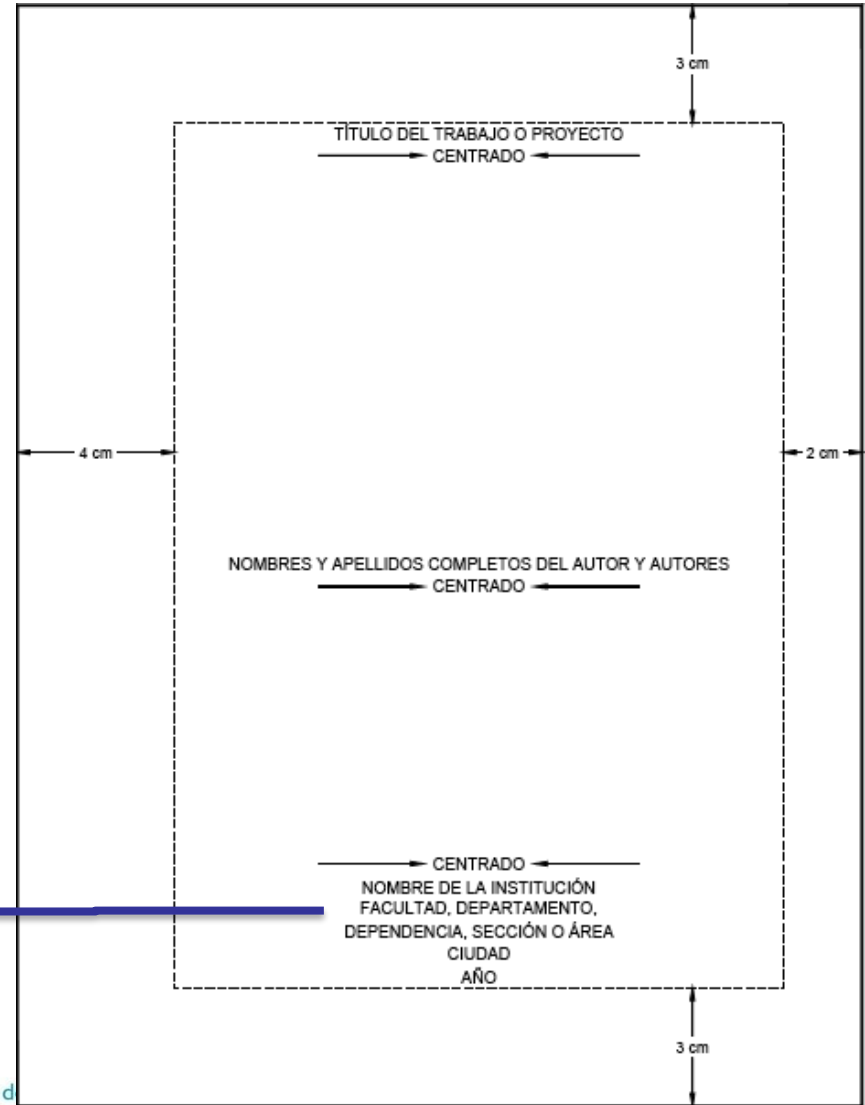 3 cm
TÍTULO DEL TRABAJO O PROYECTO
CENTRADO
4 cm
2 cm
NOMBRES Y APELLIDOS COMPLETOS DEL AUTOR Y AUTORES
CENTRADO
CENTRADO
NOMBRE DE LA INSTITUCIÓN
FACULTAD, DEPARTAMENTO,
DEPENDENCIA, SECCIÓN O ÁREA
CIUDAD
AÑO
3 cm